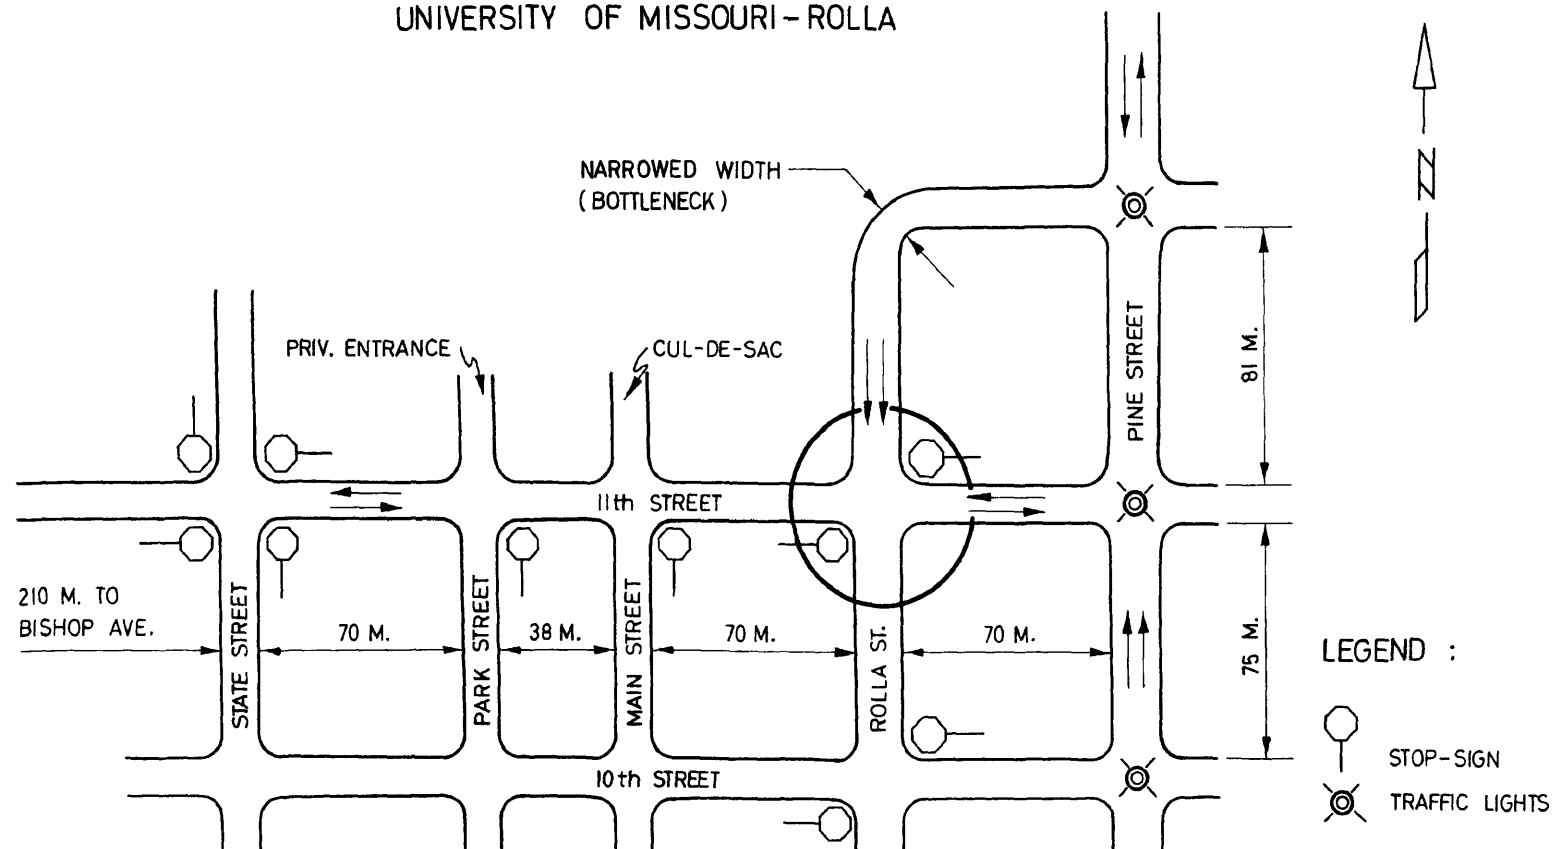 UNIVERSITY OF MISSOURI-ROLLA
NARROWED WIDTH
(BOTTLENECK)
N
PRIV. ENTRANCE
CUL-DE-SAC
PINE STREET
81 M.
11th STREET
210 M. TO
BISHOP AVE.
STATE STREET
70 M.
PARK STREET
38 M.
MAIN STREET
70 M.
ROLLA ST.
70 M.
75 M.
10th STREET
LEGEND :
STOP-SIGN
TRAFFIC LIGHTS